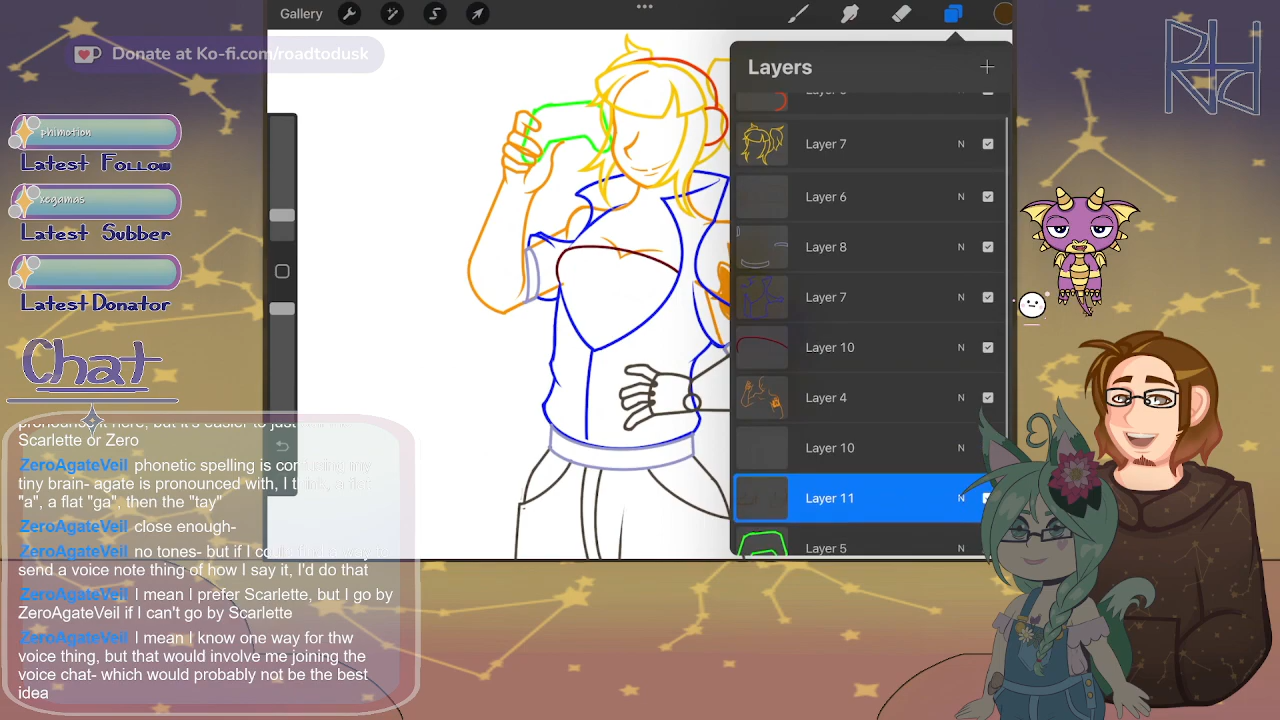 Gallery
Donate at Ko-fi.com/roadtodusk
Layers
Layer 7
N
Layer 6
N
Layer 8
N
Layer 7
N
Layer 10
N
Layer 4
N
Layer 10
N
Layer 11
N
Layer 5
N
phimotion
Latest Follow
xcgamas
Latest Subber
Latest Donator
Chat
Scarlette or Zero
ZeroAgateVeil phonetic spelling is confusing my
tiny brain- agate is pronounced with, I think, a flat
"a", a flat "ga", then the "tay"
ZeroAgateVeil close enough-
ZeroAgateVeil no tones- but if I could find a way to
send a voice note thing of how I say it, I'd do that
ZeroAgateVeil I mean I prefer Scarlette, but I go by
ZeroAgateVeil if I can't go by Scarlette
ZeroAgateVeil I mean I know one way for thw
voice thing, but that would involve me joining the
voice chat- which would probably not be the best
idea